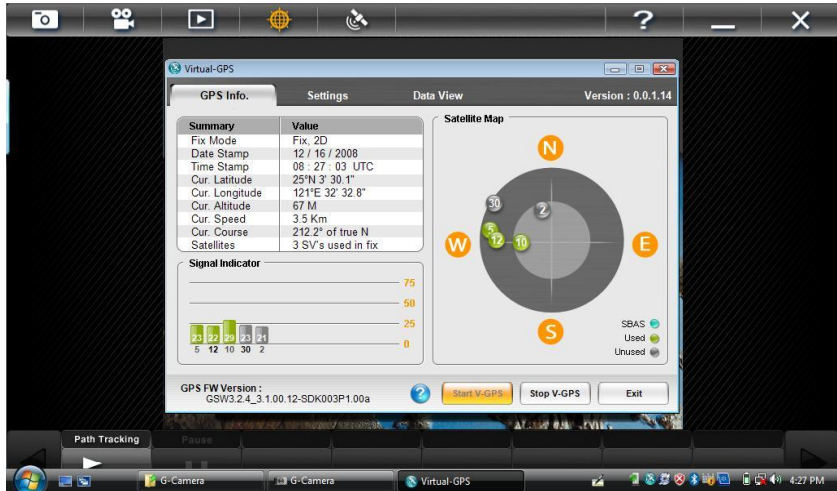 ?
Virtual-GPS
GPS Info.
Settings
Data View
Version : 0.0.1.14
Summary Value
Fix Mode Fix, 2D
Date Stamp 12 / 16 / 2008
Time Stamp 08 : 27 : 03 UTC
Cur. Latitude 25°N 3' 30.1"
Cur. Longitude 121°E 32' 32.8"
Cur. Altitude 67 M
Cur. Speed 3.5 Km
Cur. Course 212.2° of true N
Satellites 3 SV's used in fix
Satellite Map
N
30
2
5
W
12
10
E
S
SBAS
Used
Unused
Signal Indicator
75
50
25
0
23 22 29 23 21
5 12 10 30 2
GPS FW Version :
GSW3.2.4_3.1.00.12-SDK003P1.00a
?
Start V-GPS
Stop V-GPS
Exit
Path Tracking
Pause
G-Camera
G-Camera
Virtual-GPS
4:27 PM